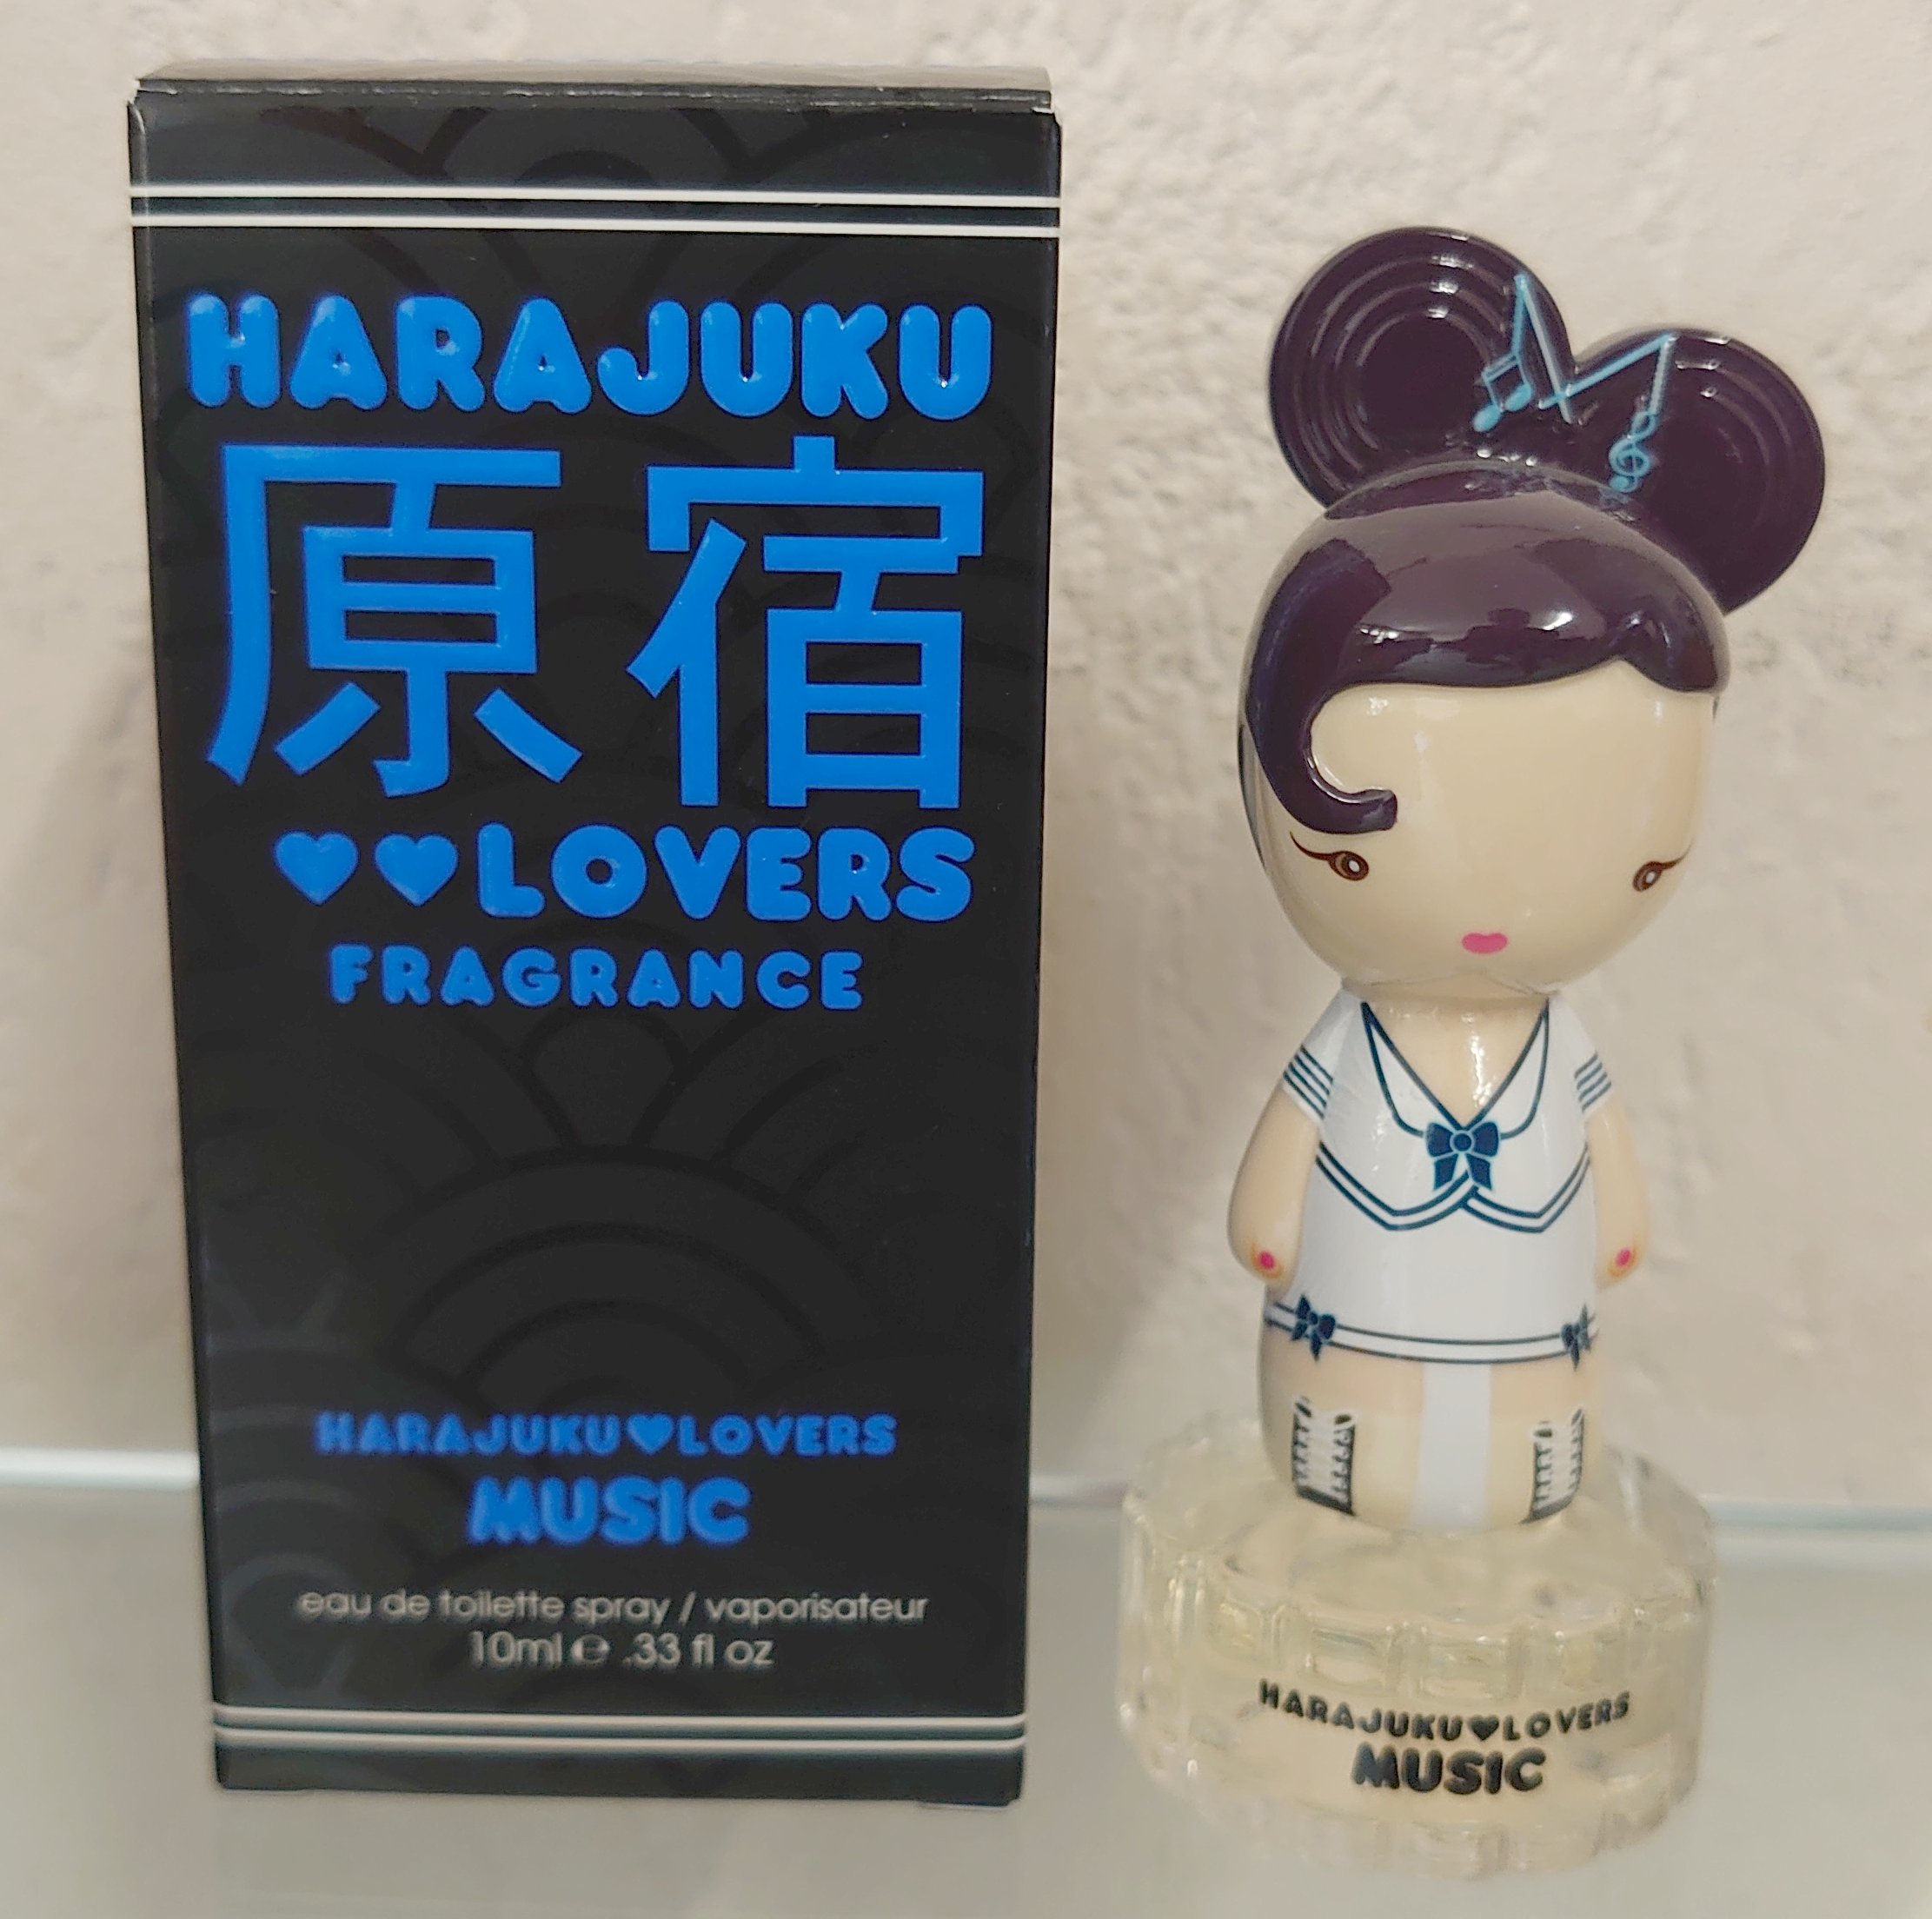 HARAJUKU
原宿
♥♥LOVERS
FRAGRANCE
HARAJUKU♥LOVERS
MUSIC
eau de toilette spray / vaporisateur
10ml ℮ .33 fl oz
HARAJUKU♥LOVERS
MUSIC